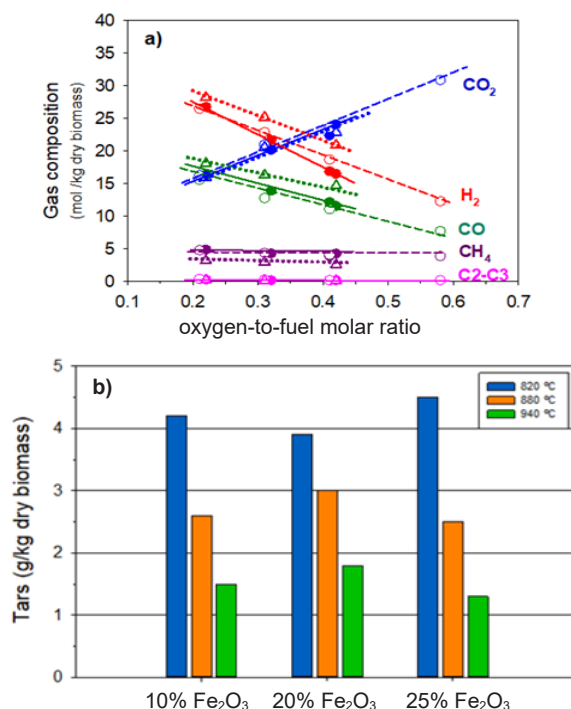 a)
Gas composition
(mol /kg dry biomass)
40
35
30
25
20
15
10
5
0
CO₂
H₂
CO
CH₄
C2-C3
0.1 0.2 0.3 0.4 0.5 0.6 0.7
oxygen-to-fuel molar ratio
b)
Tars (g/kg dry biomass)
5
4
3
2
1
0
820 ºC
880 ºC
940 ºC
10% Fe₂O₃ 20% Fe₂O₃ 25% Fe₂O₃